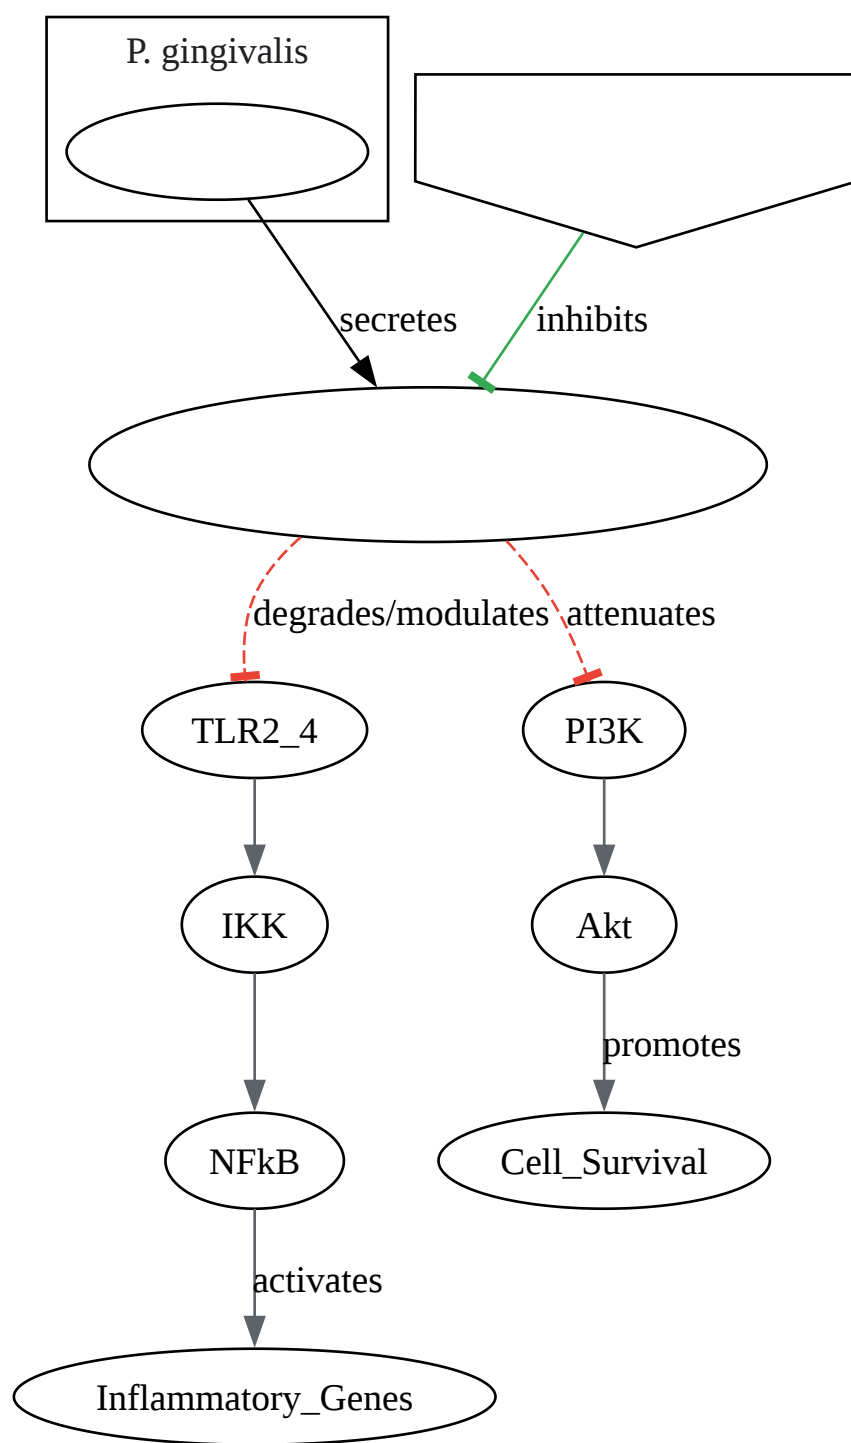 P. gingivalis
secretes
inhibits
degrades/modulates
attenuates
TLR2_4
PI3K
IKK
Akt
promotes
NFkB
Cell_Survival
activates
Inflammatory_Genes